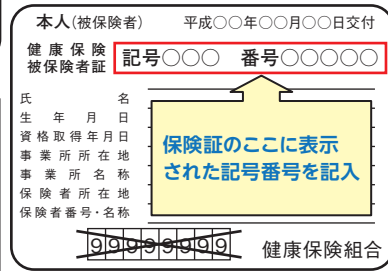 本人(被保険者) 平成○○年○○月○○日交付
健康保険
被保険者証
記号○○○ 番号○○○○○
氏名
生年月日
資格取得年月日
事業所所在地
事業所名称
保険者所在地
保険者番号・名称
保険証のここに表示
された記号番号を記入
99999999 健康保険組合